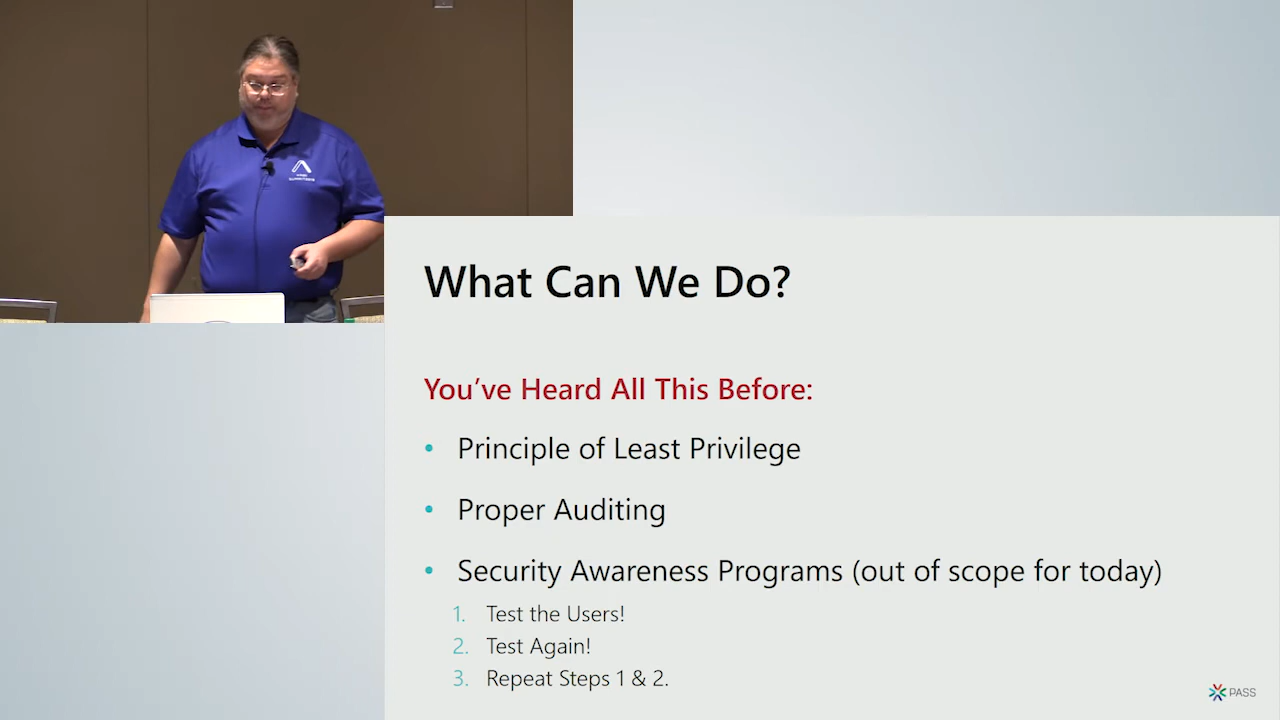 What Can We Do?
You've Heard All This Before:
• Principle of Least Privilege
• Proper Auditing
• Security Awareness Programs (out of scope for today)
1. Test the Users!
2. Test Again!
3. Repeat Steps 1 & 2.
PASS